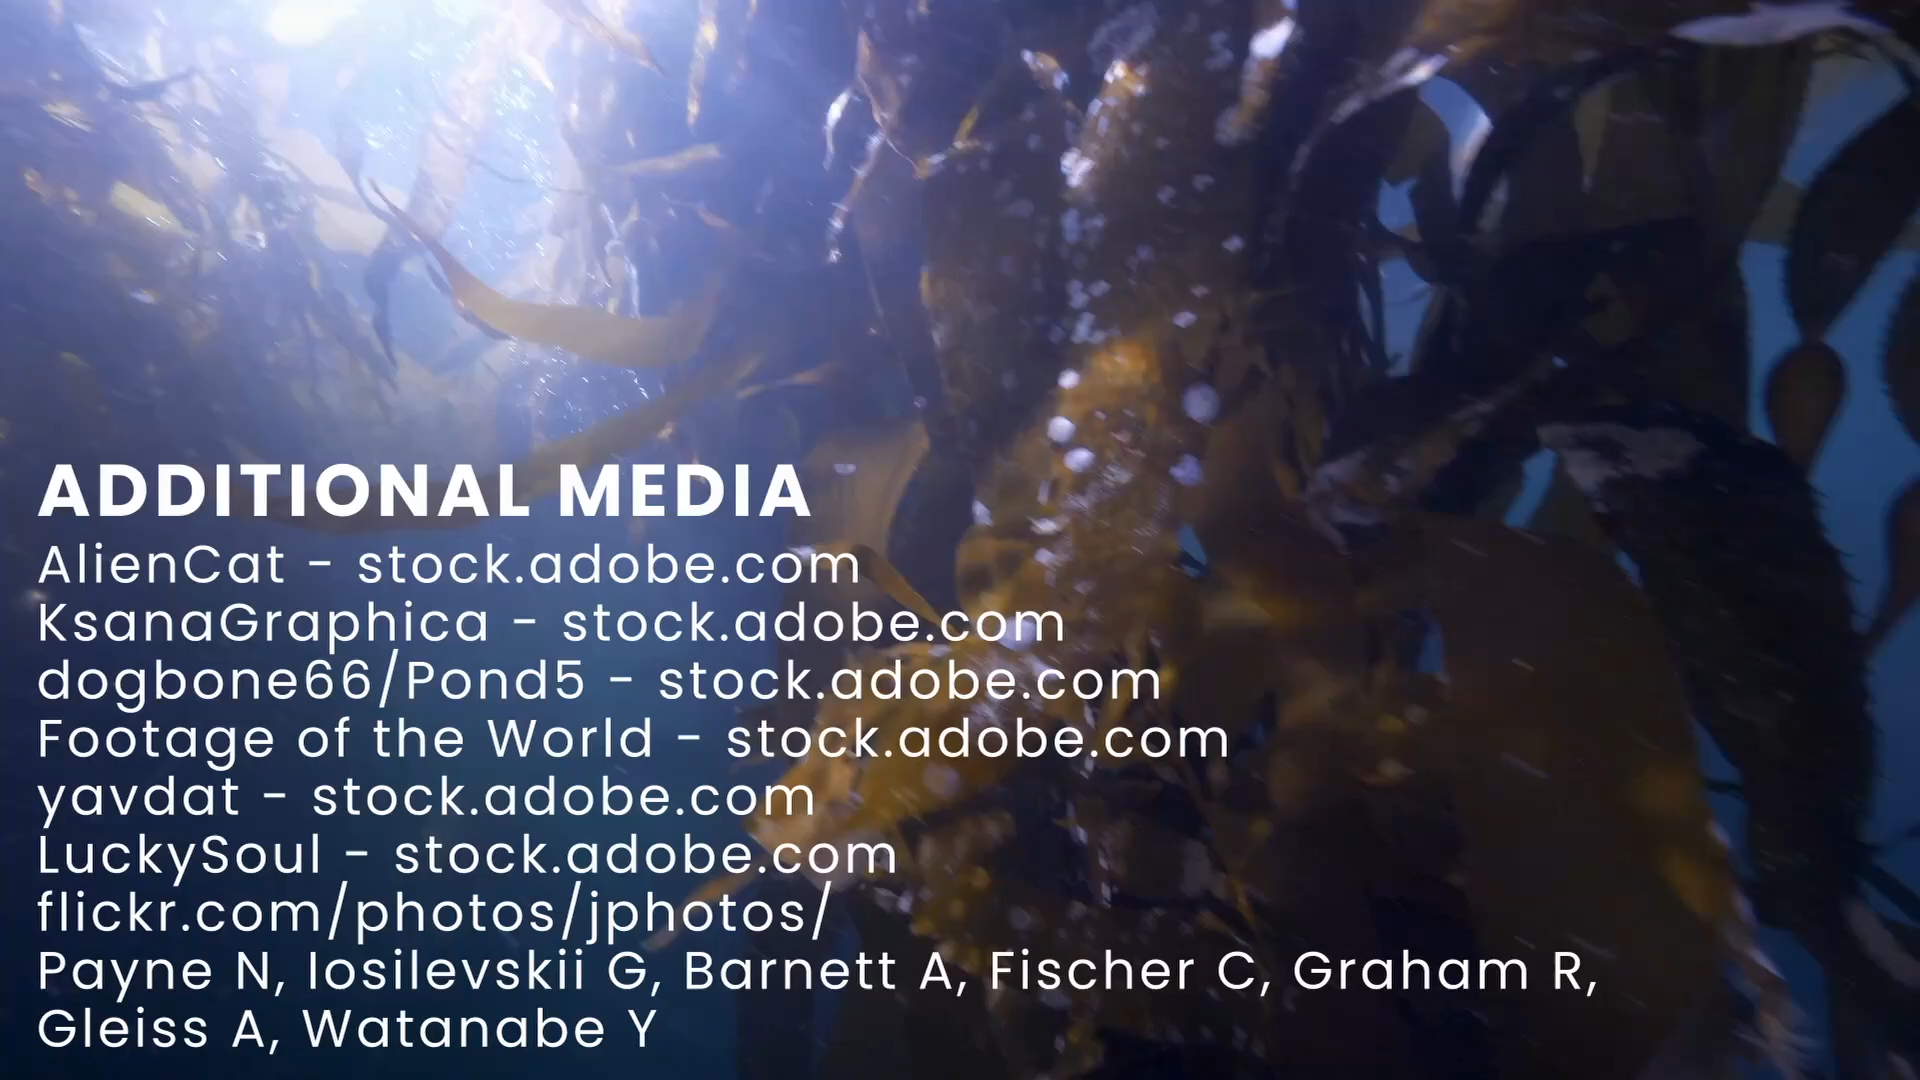 ADDITIONAL MEDIA
AlienCat - stock.adobe.com
KsanaGraphica - stock.adobe.com
dogbone66/Pond5 - stock.adobe.com
Footage of the World - stock.adobe.com
yavdat - stock.adobe.com
LuckySoul - stock.adobe.com
flickr.com/photos/jphotos/
Payne N, Iosilevskii G, Barnett A, Fischer C, Graham R,
Gleiss A, Watanabe Y